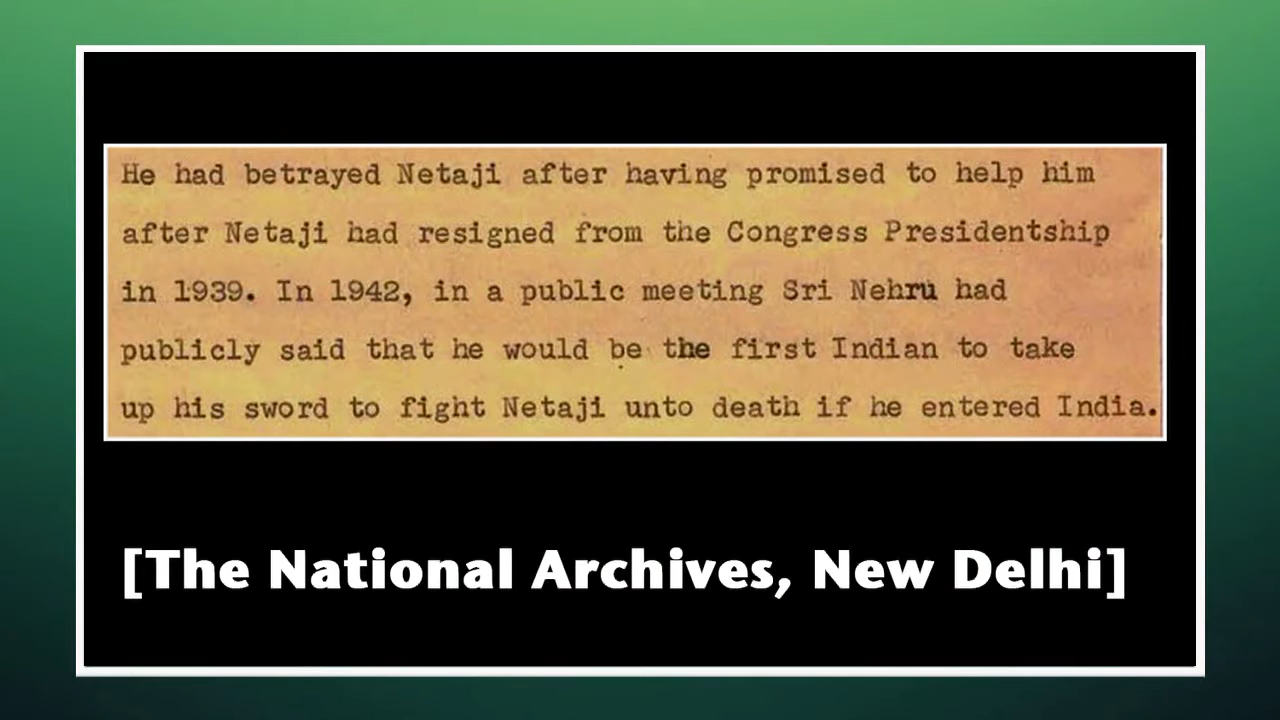 He had betrayed Netaji after having promised to help him
after Netaji had resigned from the Congress Presidentship
in 1939. In 1942, in a public meeting Sri Nehru had
publicly said that he would be the first Indian to take
up his sword to fight Netaji unto death if he entered India.
[The National Archives, New Delhi]